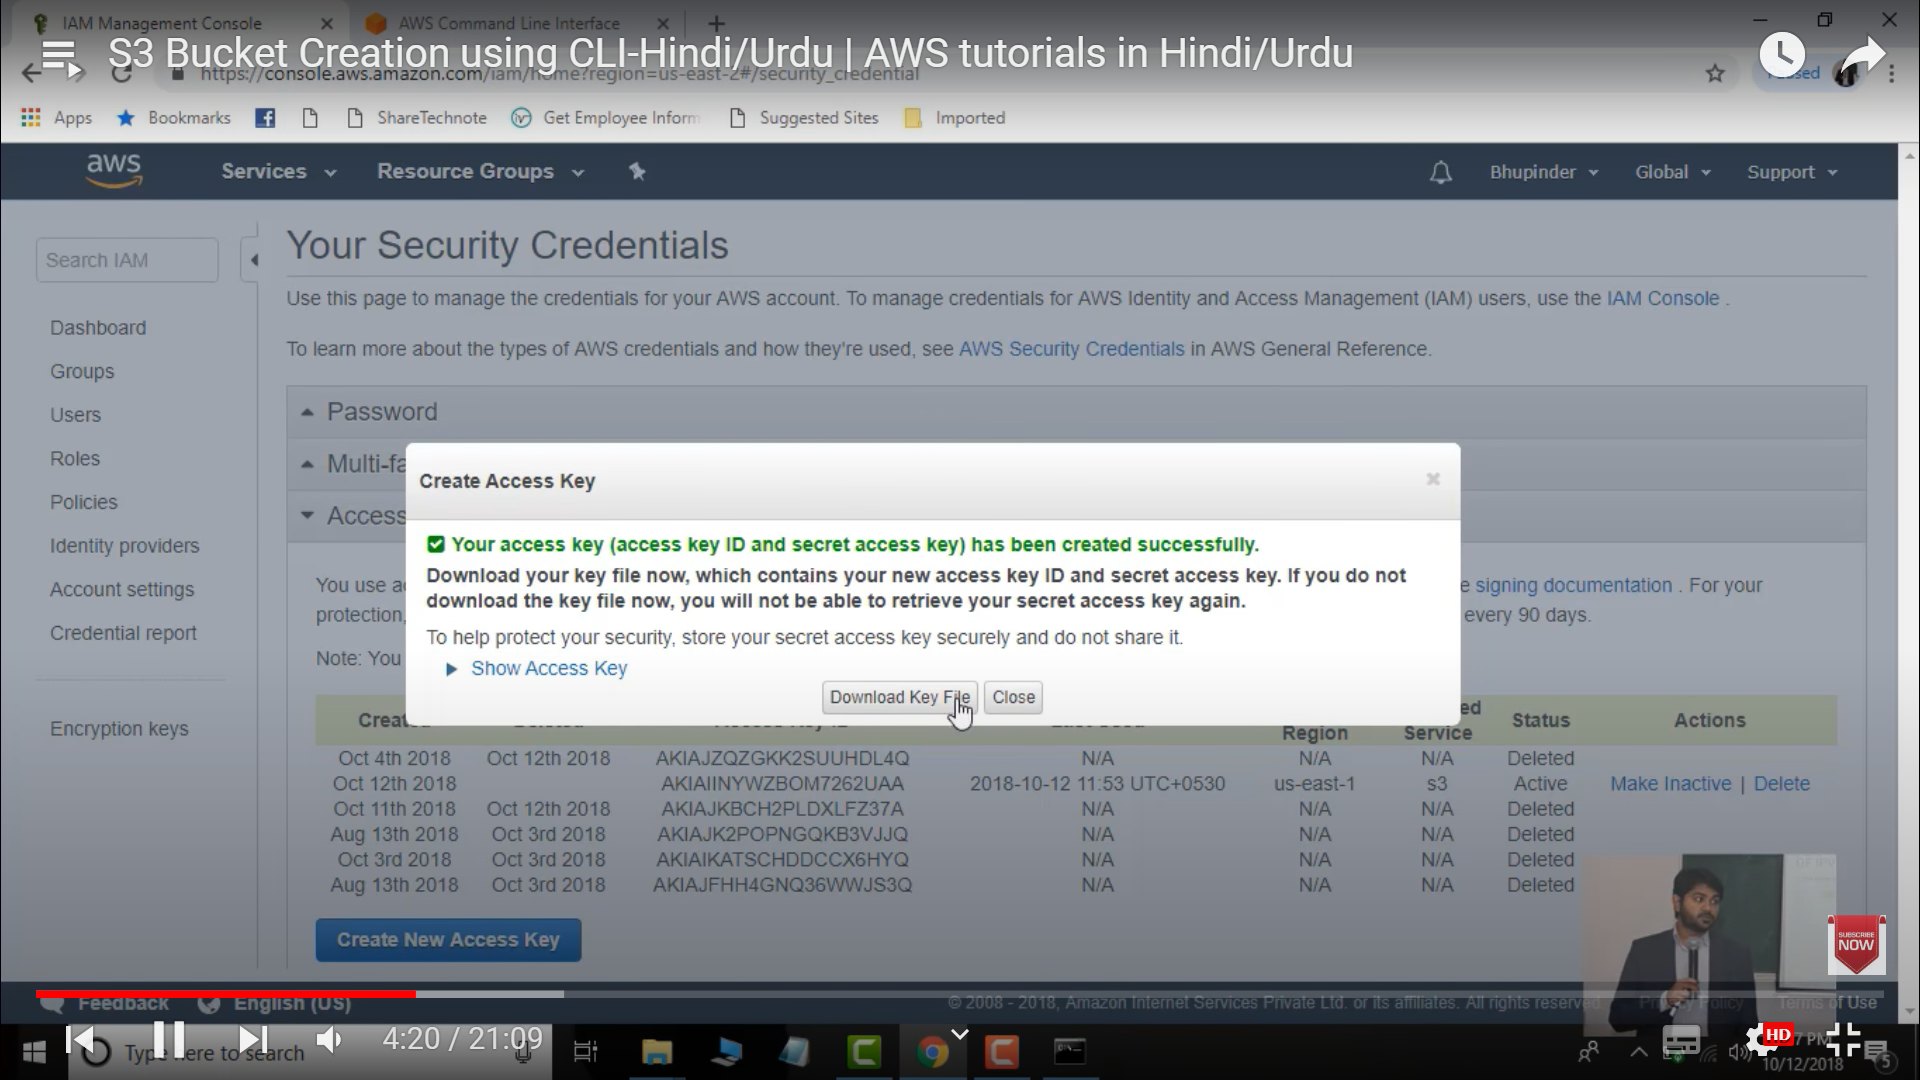 IAM Management Console
AWS Command Line Interface
S3 Bucket Creation using CLI-Hindi/Urdu | AWS tutorials in Hindi/Urdu
https://console.aws.amazon.com/iam/home?region=us-east-2#/security_credential
Apps Bookmarks ShareTechnote Get Employee Inform Suggested Sites Imported
aws Services Resource Groups Bhupinder Global Support
Search IAM
Dashboard
Groups
Users
Roles
Policies
Identity providers
Account settings
Credential report
Encryption keys
Your Security Credentials
Use this page to manage the credentials for your AWS account. To manage credentials for AWS Identity and Access Management (IAM) users, use the IAM Console .
To learn more about the types of AWS credentials and how they're used, see AWS Security Credentials in AWS General Reference.
Password
Multi-fa
Access
You use a
e signing documentation . For your
protection,
every 90 days.
Note: You
Create Access Key
Your access key (access key ID and secret access key) has been created successfully.
Download your key file now, which contains your new access key ID and secret access key. If you do not
download the key file now, you will not be able to retrieve your secret access key again.
To help protect your security, store your secret access key securely and do not share it.
Show Access Key
Download Key File Close
Region Service Status Actions
Oct 4th 2018 Oct 12th 2018 AKIAJZQZGKK2SUUHDL4Q N/A N/A N/A Deleted
Oct 12th 2018 AKIAIINYWZBOM7262UAA 2018-10-12 11:53 UTC+0530 us-east-1 s3 Active Make Inactive | Delete
Oct 11th 2018 Oct 12th 2018 AKIAJKBCH2PLDXLFZ37A N/A N/A N/A Deleted
Aug 13th 2018 Oct 3rd 2018 AKIAJK2POPNGQKB3VJJQ N/A N/A N/A Deleted
Oct 3rd 2018 Oct 3rd 2018 AKIAIKATSCHDDCCX6HYQ N/A N/A N/A Deleted
Aug 13th 2018 Oct 3rd 2018 AKIAJFHH4GNQ36WWJS3Q N/A N/A N/A Deleted
Create New Access Key
SUBSCRIBE
NOW
Feedback English (US)
© 2008 - 2018, Amazon Internet Services Private Ltd. or its affiliates. All rights reserved. Privacy Policy Terms of Use
4:20 / 21:09
Type here to search
HD
PM
10/12/2018
5